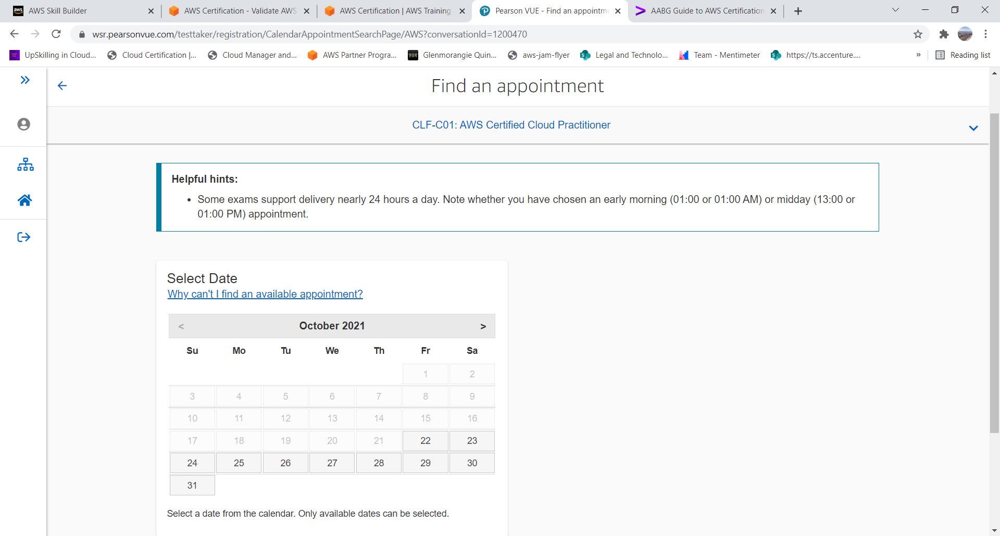 AWS Skill Builder
AWS Certification - Validate AWS
AWS Certification | AWS Training
Pearson VUE - Find an appointme
AABG Guide to AWS Certification
wsr.pearsonvue.com/testtaker/registration/CalendarAppointmentSearchPage/AWS?conversationId=1200470
UpSkilling in Cloud...
Cloud Certification |...
Cloud Manager and...
AWS Partner Progra...
Glenmorangie Quin...
aws-jam-flyer
Legal and Technolo...
Team - Mentimeter
https://ts.accenture....
»
Reading list
Find an appointment
CLF-C01: AWS Certified Cloud Practitioner
Helpful hints:
• Some exams support delivery nearly 24 hours a day. Note whether you have chosen an early morning (01:00 or 01:00 AM) or midday (13:00 or
01:00 PM) appointment.
Select Date
Why can't I find an available appointment?
< October 2021 >
Su Mo Tu We Th Fr Sa
1 2
3 4 5 6 7 8 9
10 11 12 13 14 15 16
17 18 19 20 21 22 23
24 25 26 27 28 29 30
31
Select a date from the calendar. Only available dates can be selected.